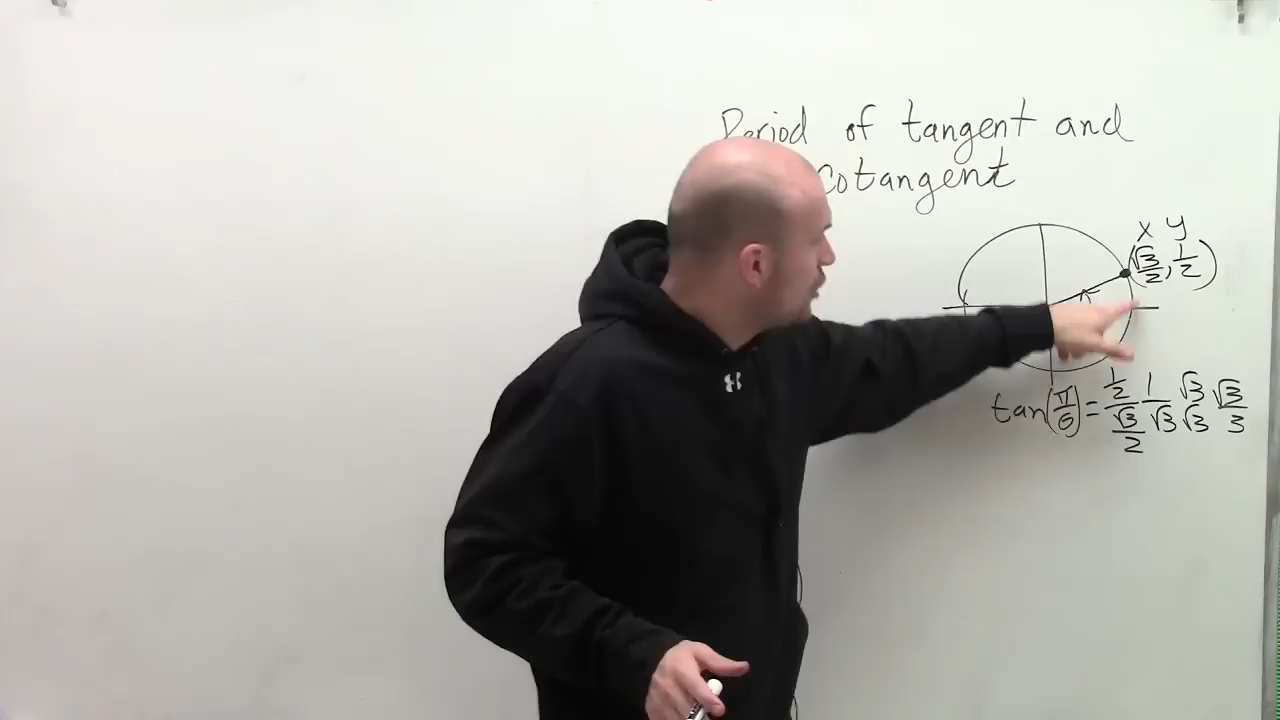 Period of tangent and
cotangent
x y
(√3/2, 1/2)
tan(π/6) = (1/2)/(√3/2) 1/√3 √3/√3 √3/3